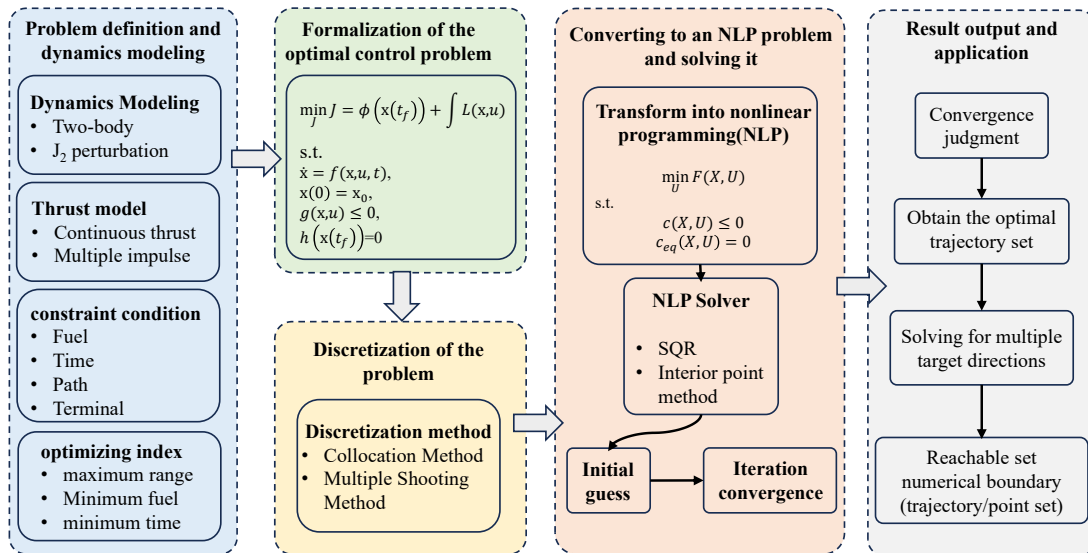 Problem definition and
dynamics modeling
Dynamics Modeling
• Two-body
• J₂ perturbation
Thrust model
• Continuous thrust
• Multiple impulse
constraint condition
• Fuel
• Time
• Path
• Terminal
optimizing index
• maximum range
• Minimum fuel
• minimum time
Formalization of the
optimal control problem
min J = ϕ(x(t_f)) + ∫ L(x,u)
J
s.t.
ẋ = f(x,u,t),
x(0) = x₀,
g(x,u) ≤ 0,
h(x(t_f))=0
Discretization of the
problem
Discretization method
• Collocation Method
• Multiple Shooting
Method
Converting to an NLP problem
and solving it
Transform into nonlinear
programming(NLP)
min F(X, U)
U
s.t.
c(X, U) ≤ 0
c_eq(X, U) = 0
NLP Solver
• SQR
• Interior point
method
Initial
guess
Iteration
convergence
Result output and
application
Convergence
judgment
Obtain the optimal
trajectory set
Solving for multiple
target directions
Reachable set
numerical boundary
(trajectory/point set)